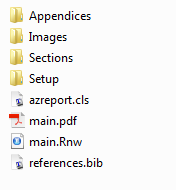 Appendices
Images
Sections
Setup
azreport.cls
main.pdf
main.Rnw
references.bib